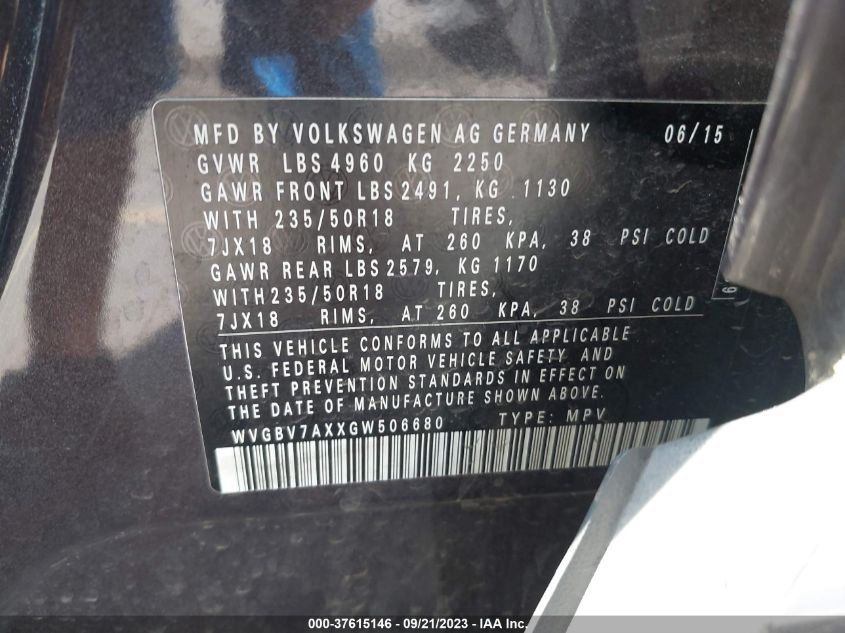 MFD BY VOLKSWAGEN AG GERMANY 06/15
GVWR LBS 4960 KG 2250
GAWR FRONT LBS 2491, KG 1130
WITH 235/50R18 TIRES,
7JX18 RIMS, AT 260 KPA, 38 PSI COLD
GAWR REAR LBS 2579, KG 1170
WITH 235/50R18 TIRES,
7JX18 RIMS, AT 260 KPA, 38 PSI COLD
THIS VEHICLE CONFORMS TO ALL APPLICABLE
U.S. FEDERAL MOTOR VEHICLE SAFETY AND
THEFT PREVENTION STANDARDS IN EFFECT ON
THE DATE OF MANUFACTURE SHOWN ABOVE.
WVGBV7AXXGW506680 TYPE: MPV
000-37615146 - 09/21/2023 - IAA Inc.